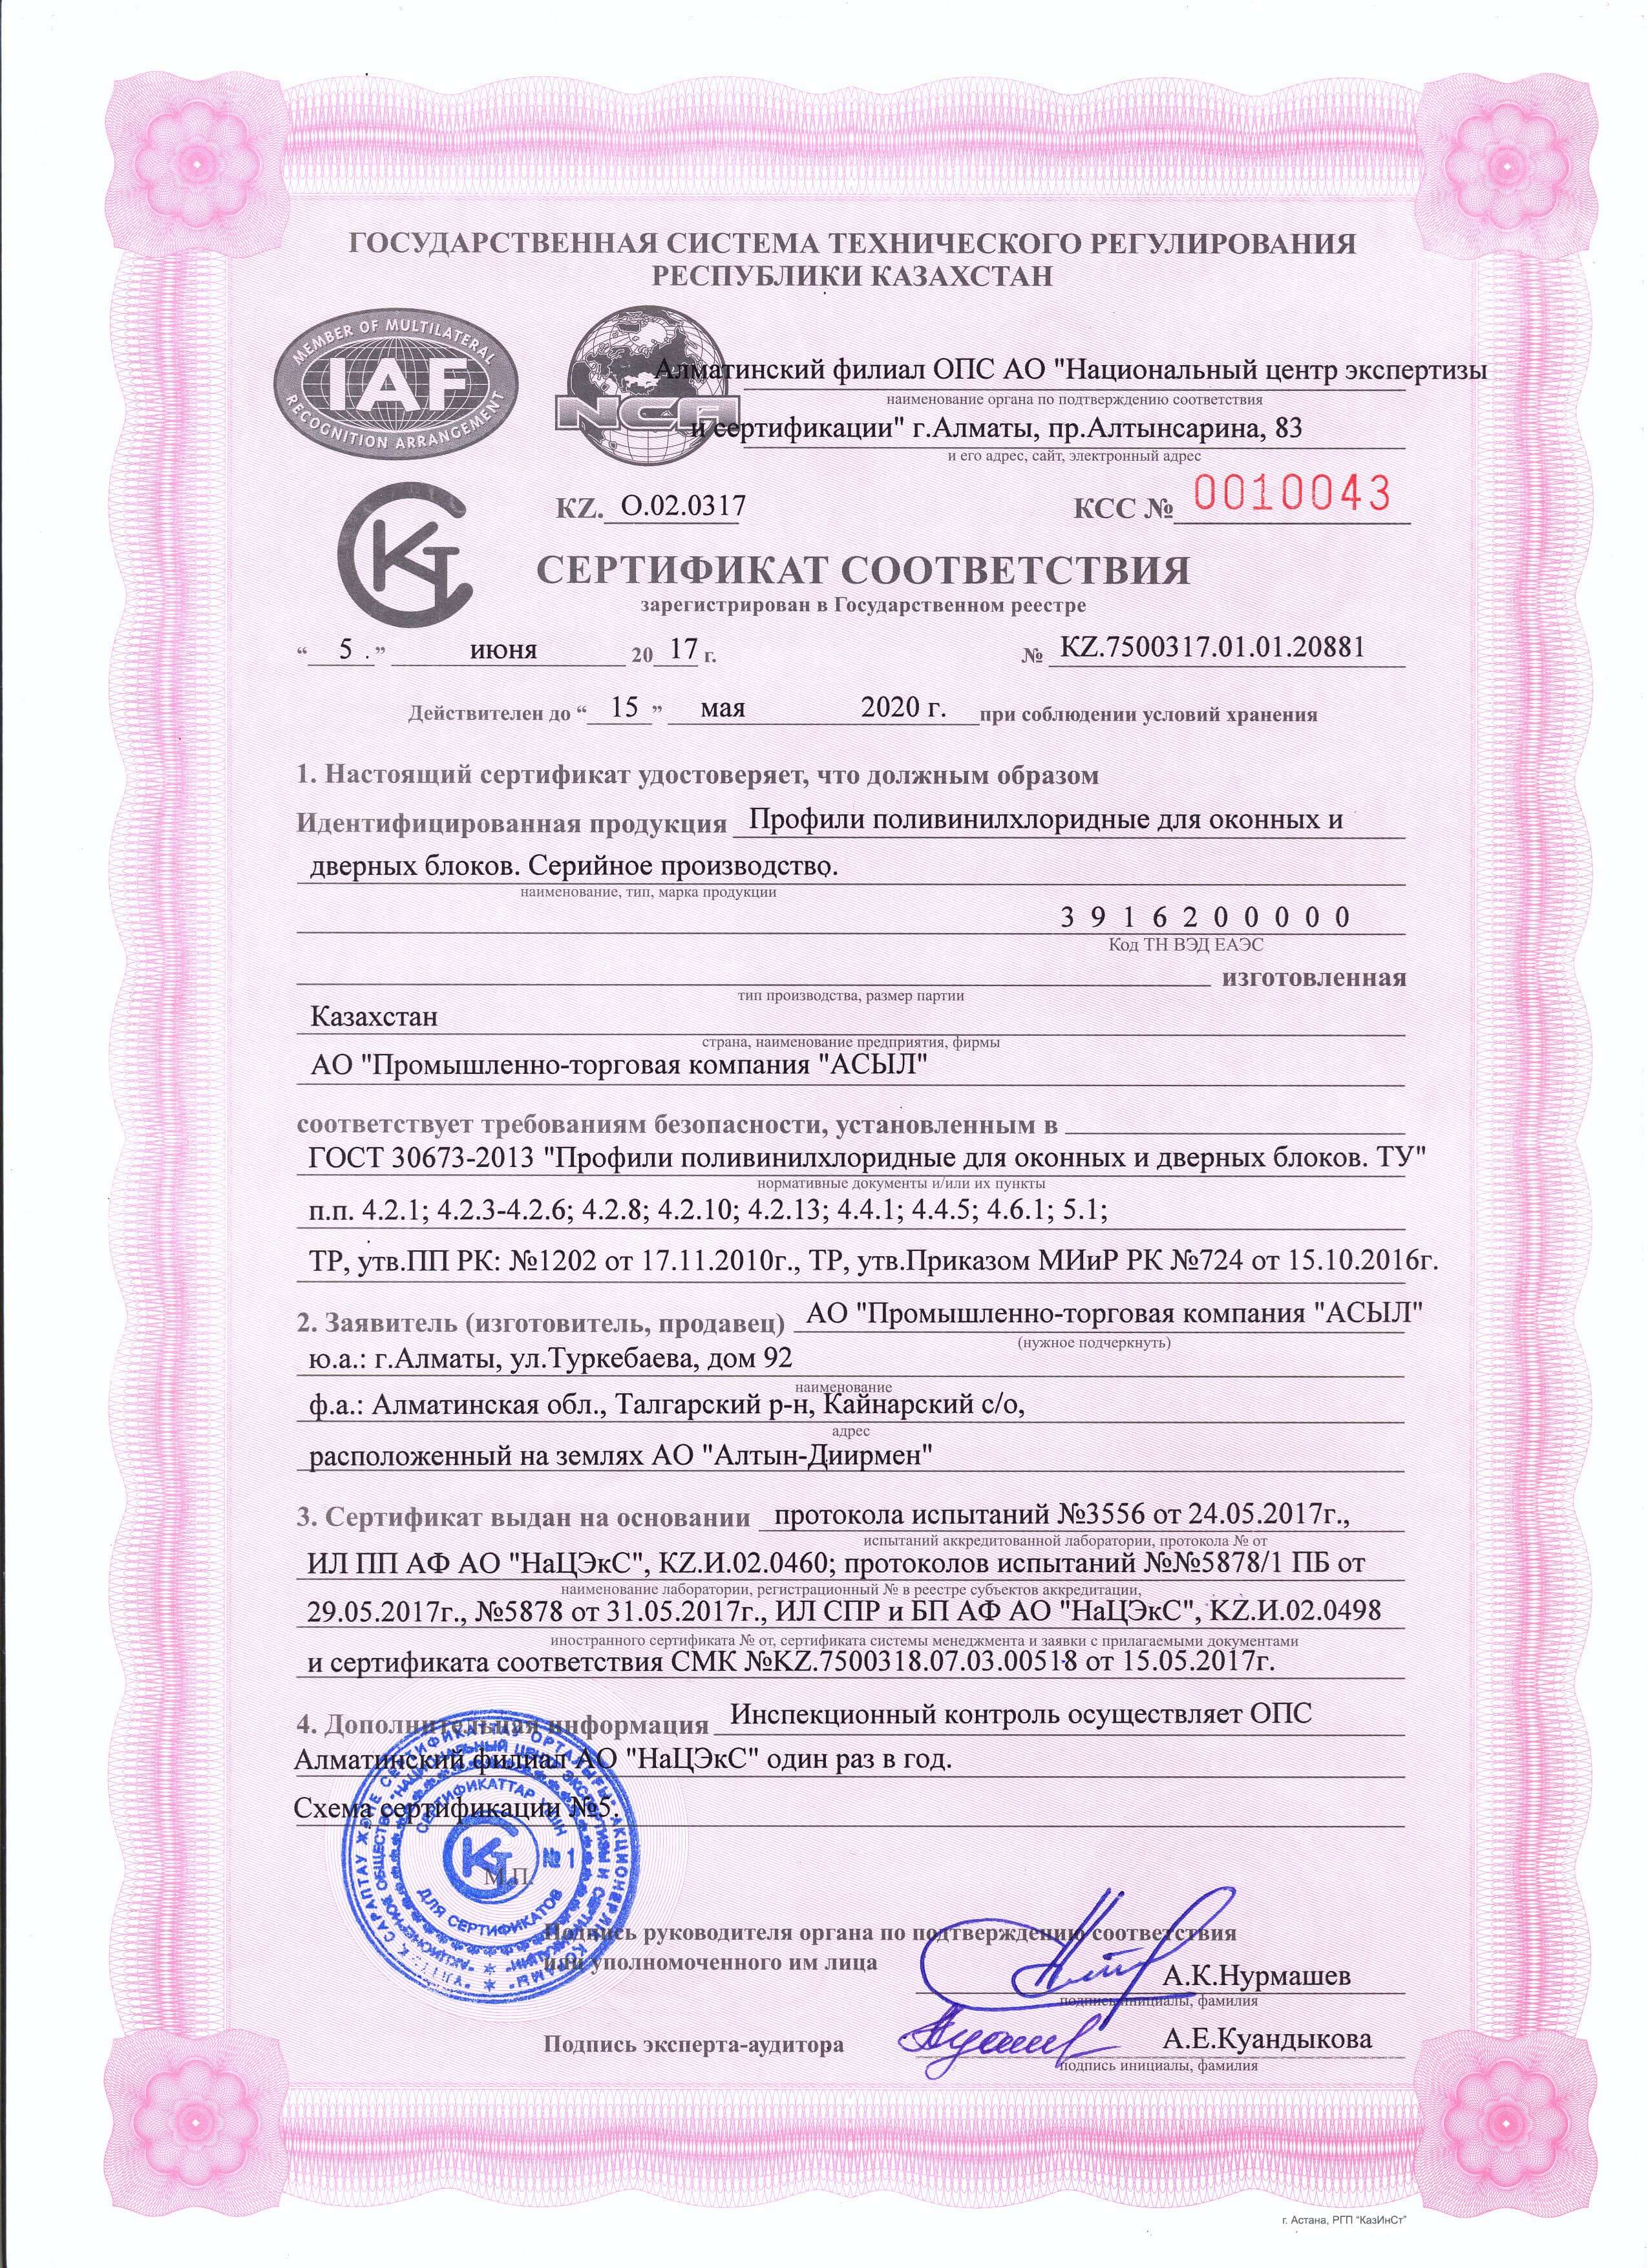 ГОСУДАРСТВЕННАЯ СИСТЕМА ТЕХНИЧЕСКОГО РЕГУЛИРОВАНИЯ
РЕСПУБЛИКИ КАЗАХСТАН
MEMBER OF MULTILATERAL
IAF
RECOGNITION ARRANGEMENT
NCA
Алматинский филиал ОПС АО "Национальный центр экспертизы
наименование органа по подтверждению соответствия
и сертификации" г.Алматы, пр.Алтынсарина, 83
и его адрес, сайт, электронный адрес
KZ. О.02.0317
КСС № 0010043
СЕРТИФИКАТ СООТВЕТСТВИЯ
зарегистрирован в Государственном реестре
“ 5 .” июня 20 17 г.
№ KZ.7500317.01.01.20881
Действителен до “ 15 ” мая 2020 г. при соблюдении условий хранения
1. Настоящий сертификат удостоверяет, что должным образом
Идентифицированная продукция Профили поливинилхлоридные для оконных и
дверных блоков. Серийное производство.
наименование, тип, марка продукции
3 9 1 6 2 0 0 0 0 0
Код ТН ВЭД ЕАЭС
изготовленная
тип производства, размер партии
Казахстан
страна, наименование предприятия, фирмы
АО "Промышленно-торговая компания "АСЫЛ"
соответствует требованиям безопасности, установленным в
ГОСТ 30673-2013 "Профили поливинилхлоридные для оконных и дверных блоков. ТУ"
нормативные документы и/или их пункты
п.п. 4.2.1; 4.2.3-4.2.6; 4.2.8; 4.2.10; 4.2.13; 4.4.1; 4.4.5; 4.6.1; 5.1;
ТР, утв.ПП РК: №1202 от 17.11.2010г., ТР, утв.Приказом МИиР РК №724 от 15.10.2016г.
2. Заявитель (изготовитель, продавец) АО "Промышленно-торговая компания "АСЫЛ"
(нужное подчеркнуть)
ю.а.: г.Алматы, ул.Туркебаева, дом 92
наименование
ф.а.: Алматинская обл., Талгарский р-н, Кайнарский с/о,
адрес
расположенный на землях АО "Алтын-Диирмен"
3. Сертификат выдан на основании протокола испытаний №3556 от 24.05.2017г.,
испытаний аккредитованной лаборатории, протокола № от
ИЛ ПП АФ АО "НаЦЭкС", KZ.И.02.0460; протоколов испытаний №№5878/1 ПБ от
наименование лаборатории, регистрационный № в реестре субъектов аккредитации,
29.05.2017г., №5878 от 31.05.2017г., ИЛ СПР и БП АФ АО "НаЦЭкС", KZ.И.02.0498
иностранного сертификата № от, сертификата системы менеджмента и заявки с прилагаемыми документами
и сертификата соответствия СМК №KZ.7500318.07.03.00518 от 15.05.2017г.
4. Дополнительная информация Инспекционный контроль осуществляет ОПС
Алматинский филиал АО "НаЦЭкС" один раз в год.
Схема сертификации №5.
СЕРТИФИКАТТАР ҮШІН
№ 1
ДЛЯ СЕРТИФИКАТОВ
М.П.
Подпись руководителя органа по подтверждению соответствия
или уполномоченного им лица
А.К.Нурмашев
подпись инициалы, фамилия
Подпись эксперта-аудитора
А.Е.Куандыкова
подпись инициалы, фамилия
г. Астана, РГП "КазИнСт"